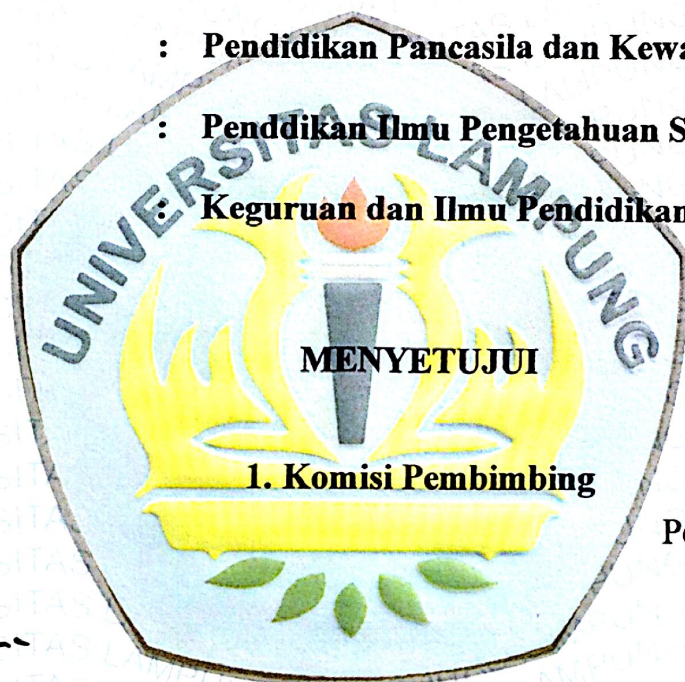 : Pendidikan Pancasila dan Kewa
: Penddikan Ilmu Pengetahuan S
: Keguruan dan Ilmu Pendidikan
UNIVERSITAS LAMPUNG
MENYETUJUI
1. Komisi Pembimbing